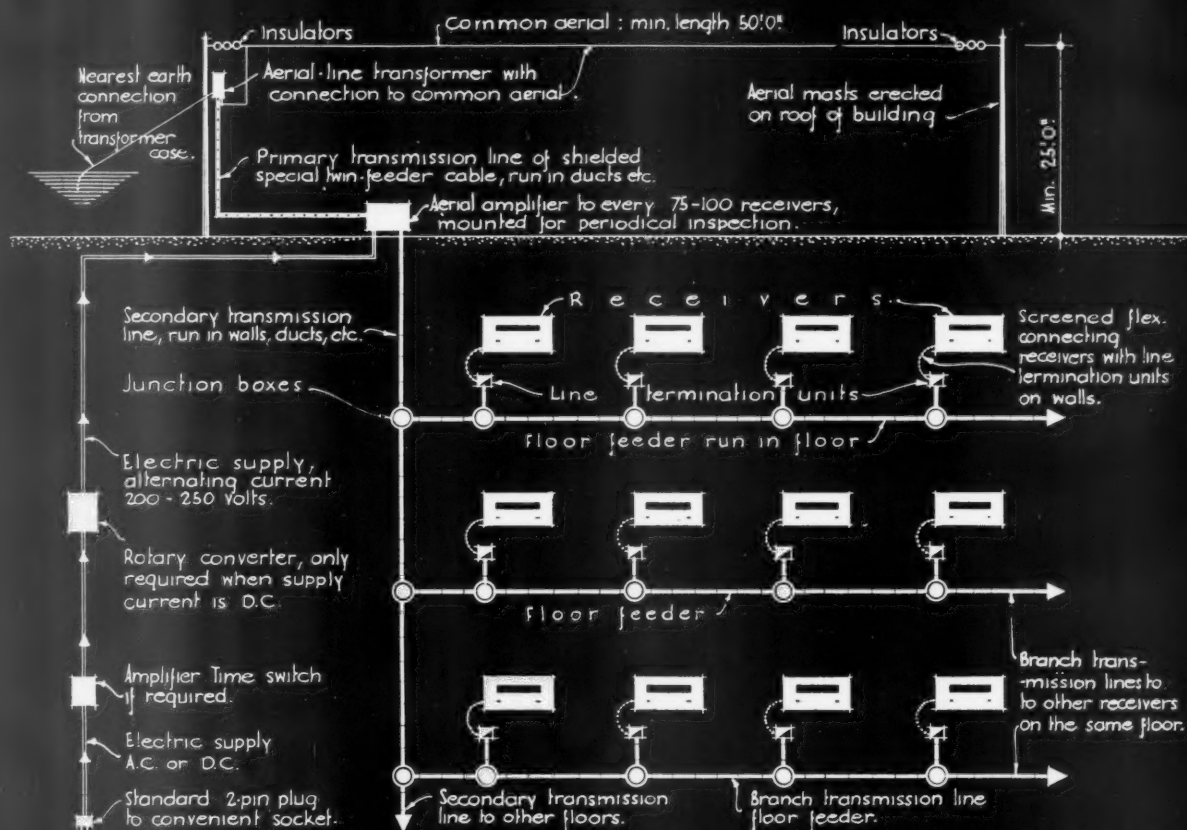 Insulators
Common aerial : min. length 50'.0".
Insulators
Nearest earth
connection
from
transformer
case.
Aerial-line transformer with
connection to common aerial
Aerial masts erected
on roof of building
Min. 25'.0".
Primary transmission line of shielded
special twin-feeder cable, run in ducts etc.
Aerial amplifier to every 75-100 receivers,
mounted for periodical inspection.
Receivers
Secondary transmission
line, run in walls, ducts, etc.
Screened flex.
connecting
receivers with line
termination units
on walls.
Junction boxes
Line termination units
Floor feeder run in floor
Electric supply,
alternating current
200 - 250 volts.
Rotary converter, only
required when supply
current is D.C.
Floor feeder
Amplifier Time switch
if required.
Branch trans-
-mission lines to
to other receivers
on the same floor.
Electric supply
A.C. or D.C.
Standard 2-pin plug
to convenient socket.
Secondary transmission
line to other floors.
Branch transmission line
floor feeder.